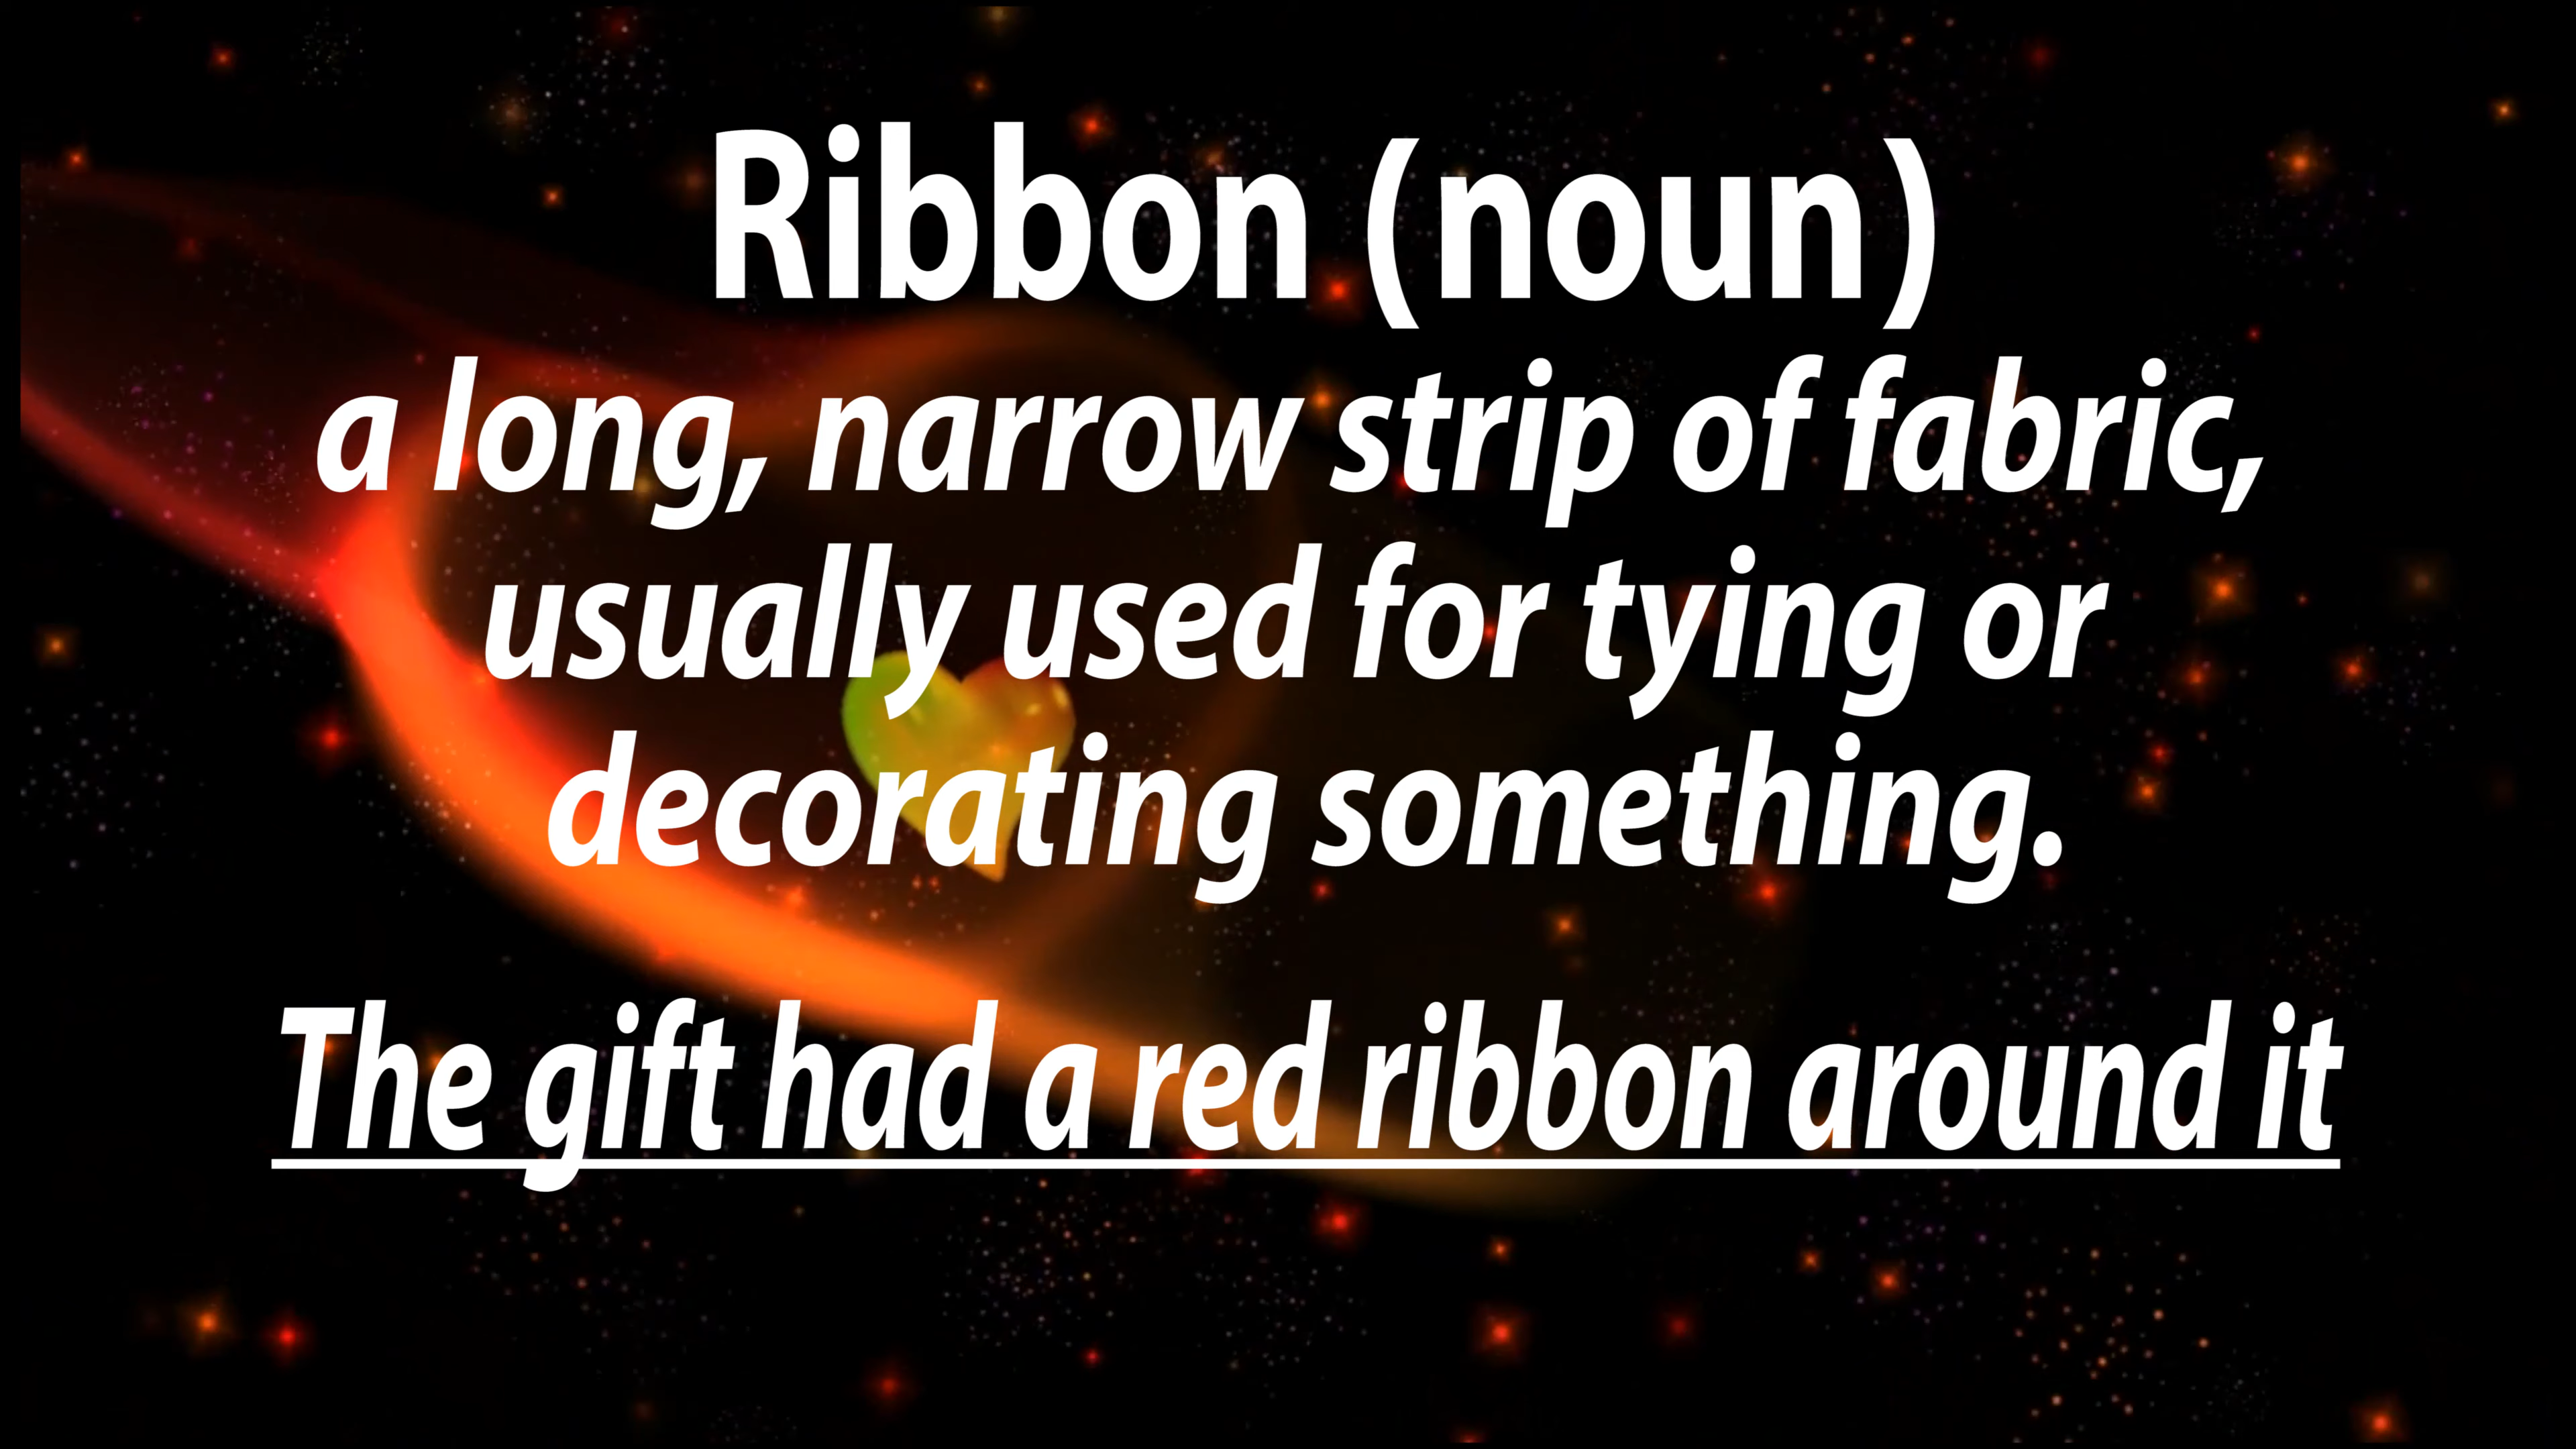 Ribbon (noun)
a long, narrow strip of fabric,
usually used for tying or
decorating something.
The gift had a red ribbon around it